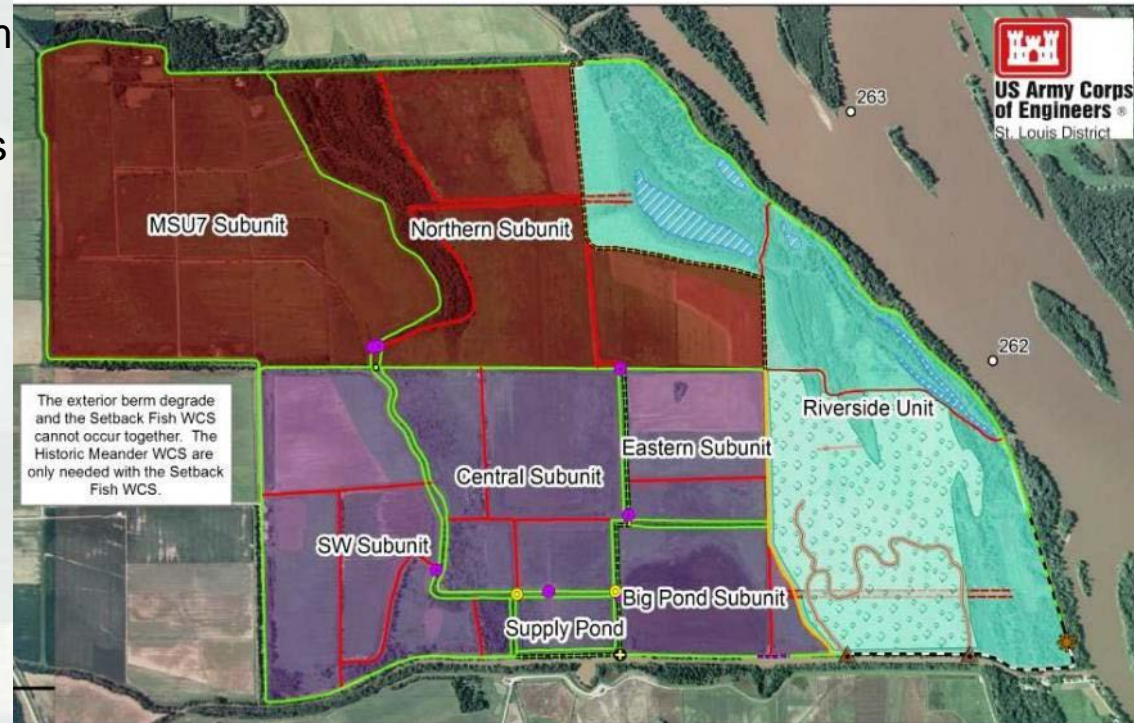 n
s
US Army Corps
of Engineers ®
St. Louis District
263
MSU7 Subunit
Northern Subunit
262
The exterior berm degrade
and the Setback Fish WCS
cannot occur together. The
Historic Meander WCS are
only needed with the Setback
Fish WCS.
Riverside Unit
Eastern Subunit
Central Subunit
SW Subunit
Big Pond Subunit
Supply Pond